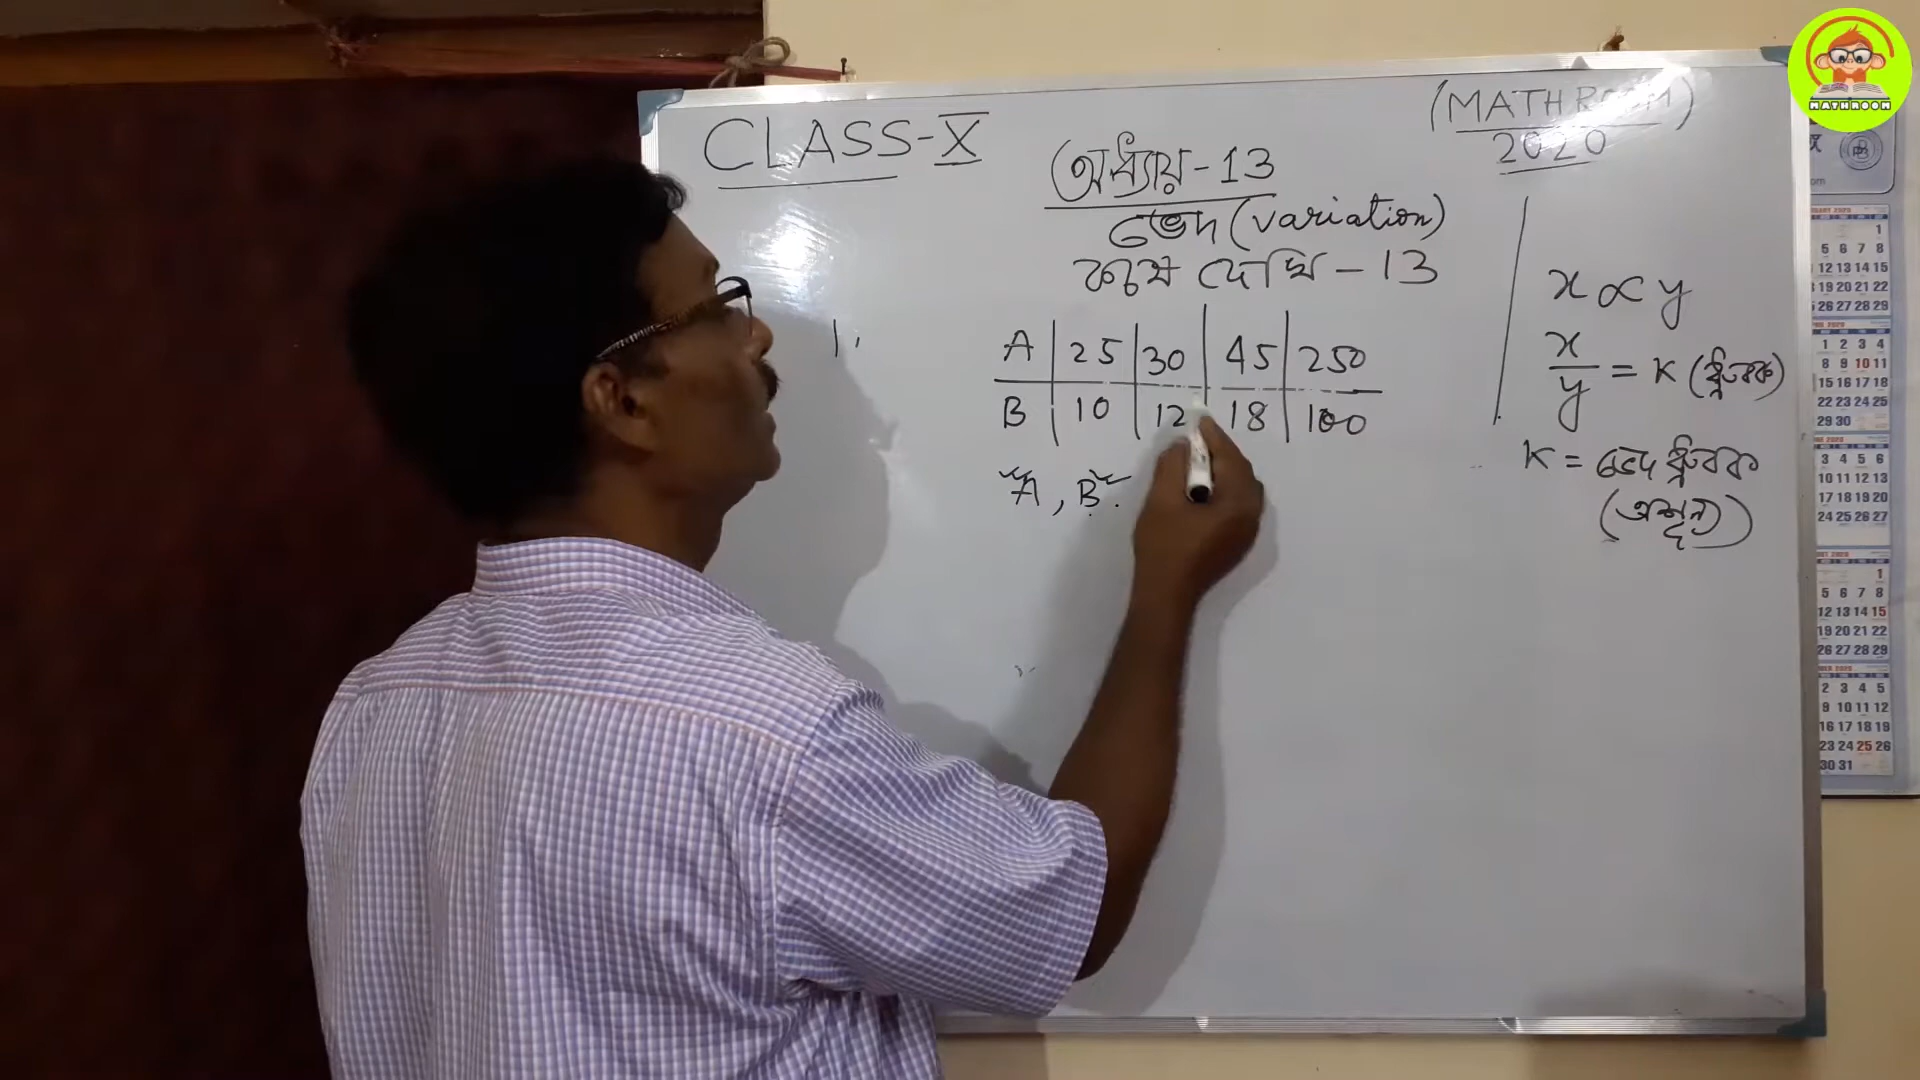 CLASS-X
(MATH ROOM)
2020
MATHROOM
অধ্যায়-13
ভেদ (variation)
কষে দেখি - 13
1.
A | 25 | 30 | 45 | 250
B | 10 | 12 | 18 | 100
"A, B"
x ∝ y
x/y = K (ধ্রুবক)
K = ভেদ ধ্রুবক
(অশূন্য)